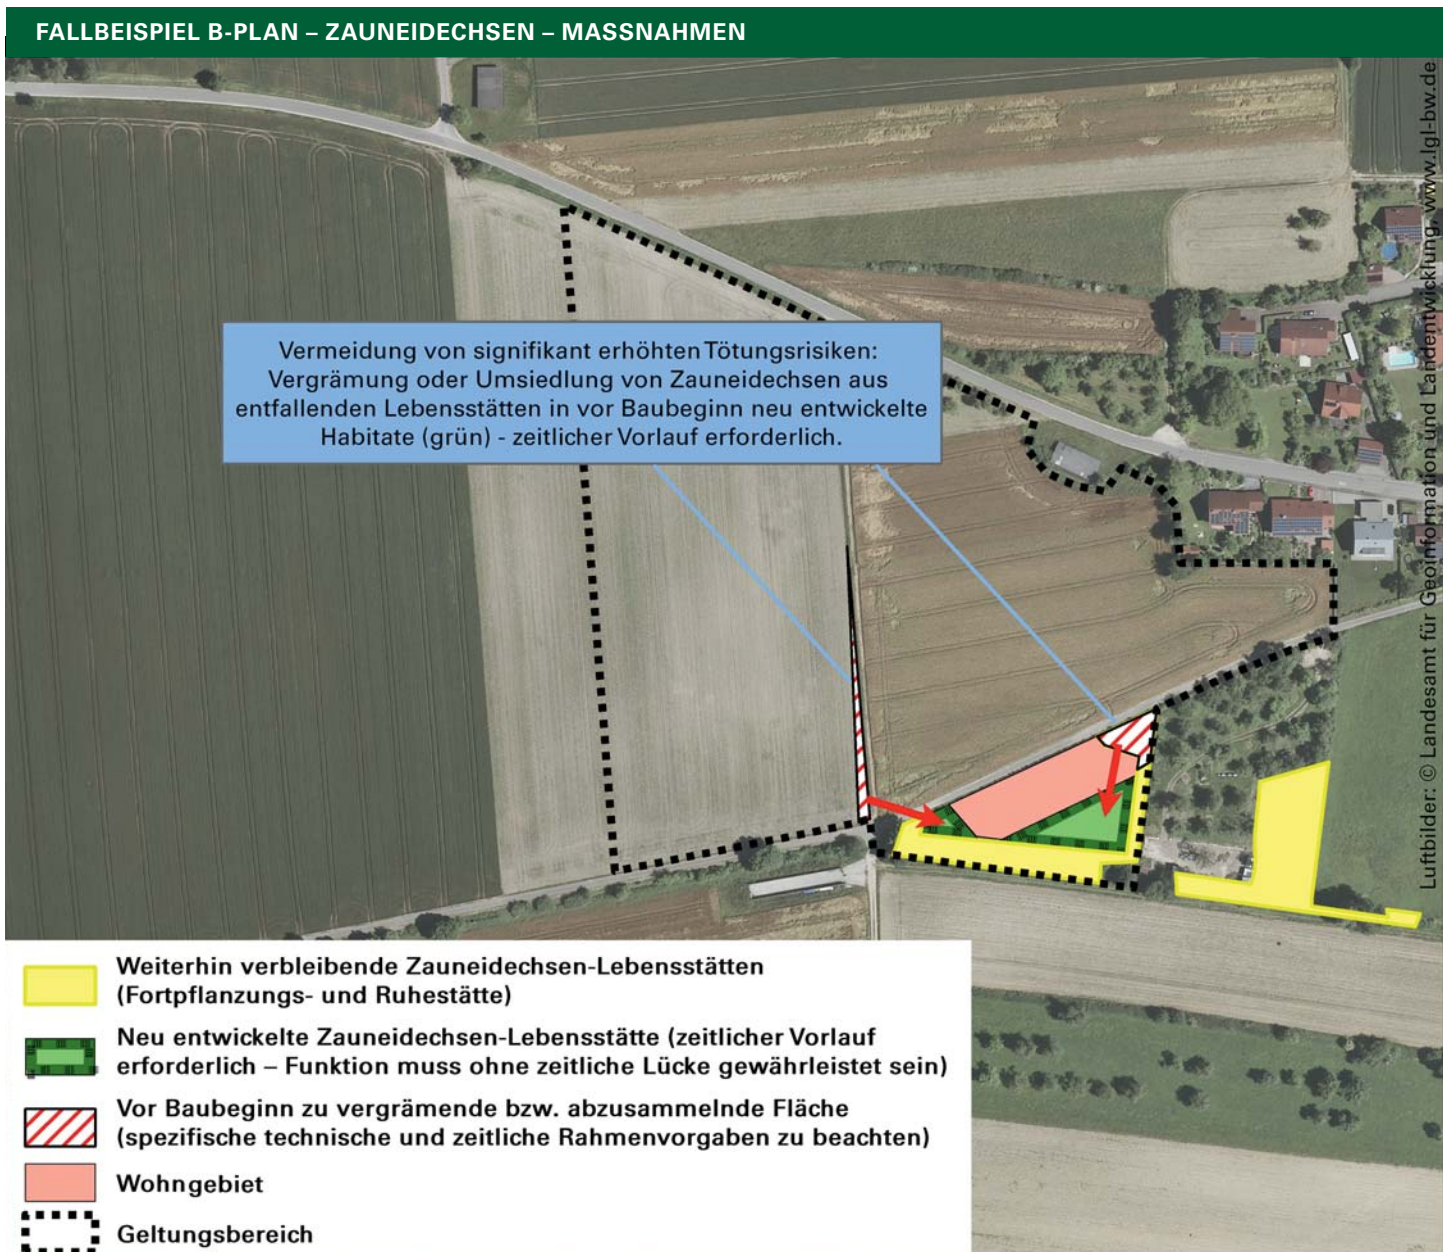 FALLBEISPIEL B-PLAN – ZAUNEIDECHSEN – MASSNAHMEN
Vermeidung von signifikant erhöhten Tötungsrisiken:
Vergrämung oder Umsiedlung von Zauneidechsen aus
entfallenden Lebensstätten in vor Baubeginn neu entwickelte
Habitate (grün) - zeitlicher Vorlauf erforderlich.
Luftbilder: © Landesamt für Geoinformation und Landentwicklung, www.lgl-bw.de
Weiterhin verbleibende Zauneidechsen-Lebensstätten
(Fortpflanzungs- und Ruhestätte)
Neu entwickelte Zauneidechsen-Lebensstätte (zeitlicher Vorlauf
erforderlich – Funktion muss ohne zeitliche Lücke gewährleistet sein)
Vor Baubeginn zu vergrämende bzw. abzusammelnde Fläche
(spezifische technische und zeitliche Rahmenvorgaben zu beachten)
Wohngebiet
Geltungsbereich